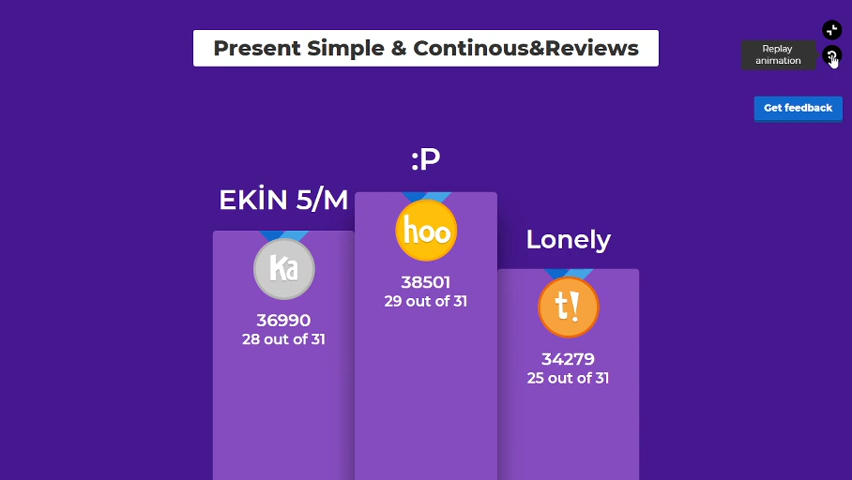 Present Simple & Continous&Reviews
Replay
animation
Get feedback
:P
EKİN 5/M
Lonely
Ka
hoo
t!
36990
28 out of 31
38501
29 out of 31
34279
25 out of 31